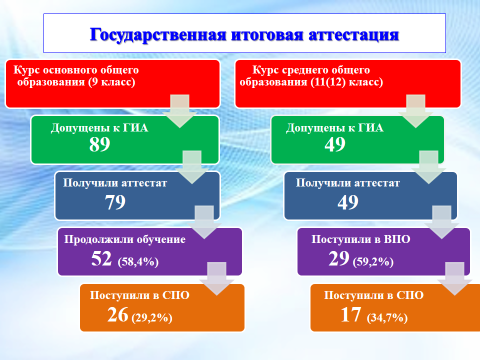 Государственная итоговая аттестация
Курс основного общего
образования (9 класс)
Допущены к ГИА
89
Получили аттестат
79
Продолжили обучение
52 (58,4%)
Поступили в СПО
26 (29,2%)
Курс среднего общего
образования (11(12) класс)
Допущены к ГИА
49
Получили аттестат
49
Поступили в ВПО
29 (59,2%)
Поступили в СПО
17 (34,7%)